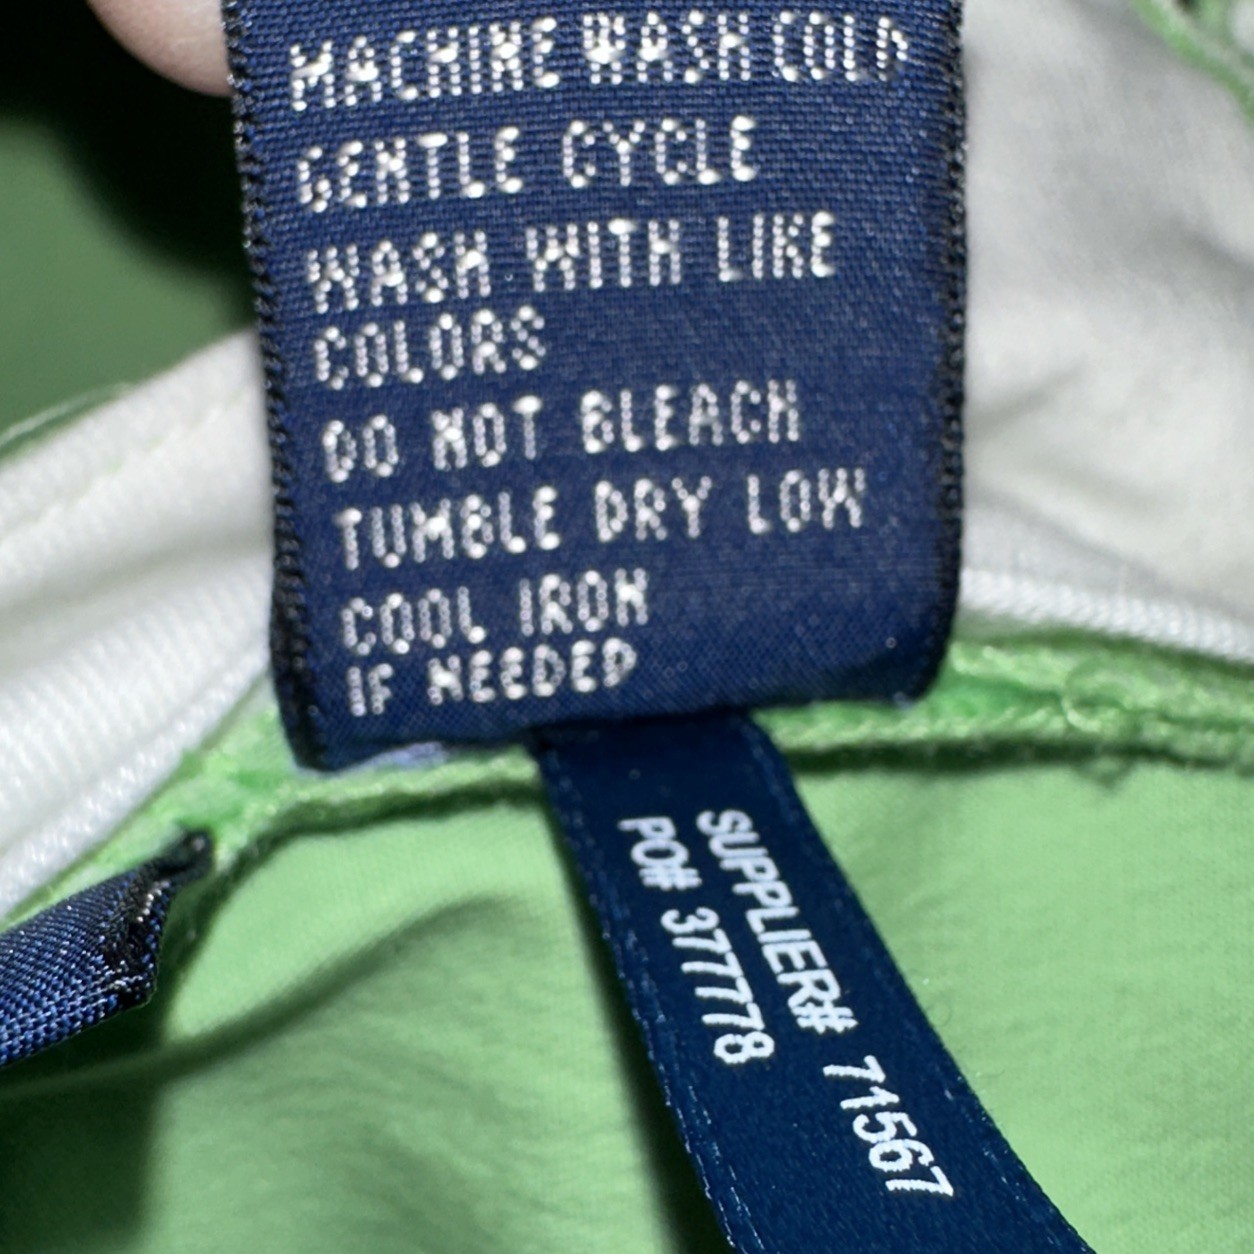 MACHINE WASH COLD
GENTLE CYCLE
WASH WITH LIKE
COLORS
DO NOT BLEACH
TUMBLE DRY LOW
COOL IRON
IF NEEDED
SUPPLIER# 71567
PO# 377778